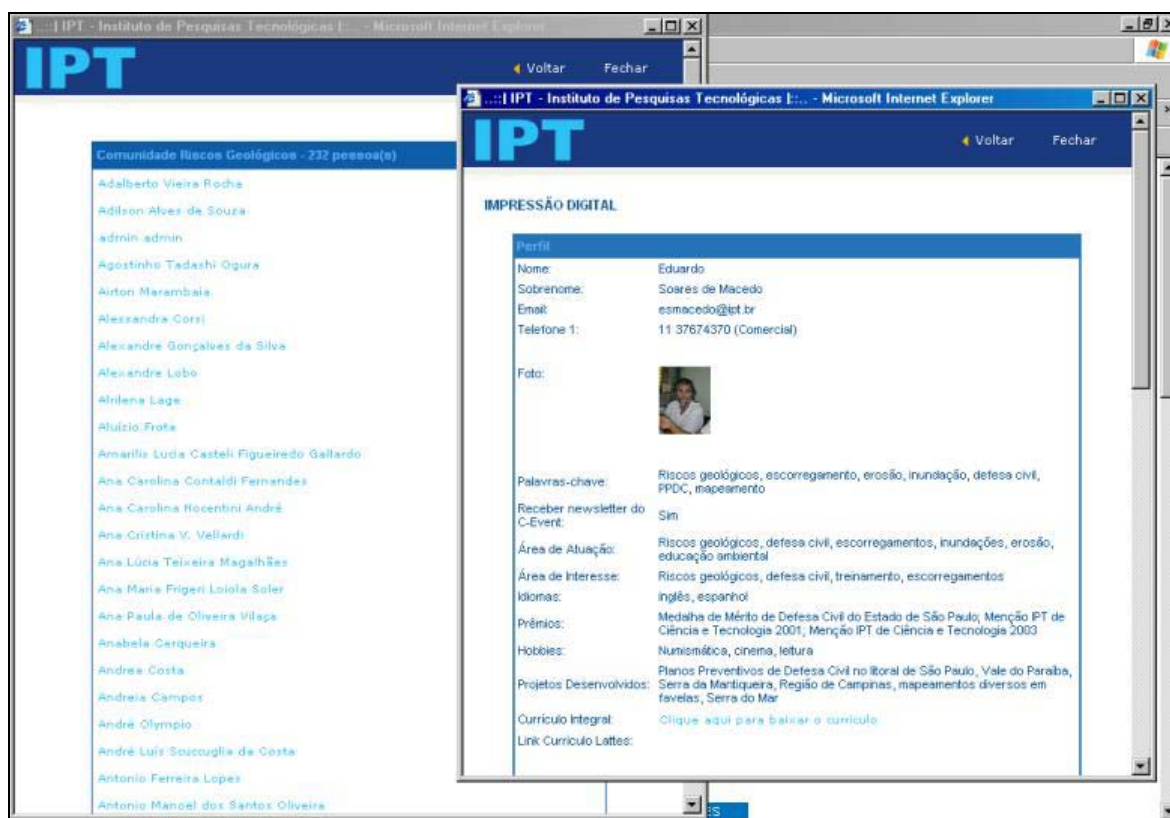 ..::| IPT - Instituto de Pesquisas Tecnológicas |::.. - Microsoft Internet Explorer
IPT
Voltar Fechar
Comunidade Riscos Geológicos - 232 pessoa(s)
Adalberto Vieira Rocha
Adilson Alves de Souza
admin admin
Agostinho Tadashi Ogura
Airton Marambaia
Alessandra Corsi
Alexandre Gonçalves da Silva
Alexandre Lobo
Alrilena Lage
Aluizio Frota
Amarilis Lucia Casteli Figueiredo Gallardo
Ana Carolina Contaldi Fernandes
Ana Carolina Nocentini André
Ana Cristina V. Vellardi
Ana Lúcia Teixeira Magalhães
Ana Maria Frigeri Loiola Soler
Ana Paula de Oliveira Vilaça
Anabela Cerqueira
Andrea Costa
Andreia Campos
André Olympio
André Luis Souccuglia da Costa
Antonio Ferreira Lopes
Antonio Manoel dos Santos Oliveira
..::| IPT - Instituto de Pesquisas Tecnológicas |::.. - Microsoft Internet Explorer
IPT
Voltar Fechar
IMPRESSÃO DIGITAL
Perfil
Nome: Eduardo
Sobrenome: Soares de Macedo
Email: esmacedo@ipt.br
Telefone 1: 11 37674370 (Comercial)
Foto:
Palavras-chave: Riscos geológicos, escorregamento, erosão, inundação, defesa civil,
PPDC, mapeamento
Receber newsletter do
C-Event: Sim
Área de Atuação: Riscos geológicos, defesa civil, escorregamentos, inundações, erosão,
educação ambiental
Área de Interesse: Riscos geológicos, defesa civil, treinamento, escorregamentos
Idiomas: inglês, espanhol
Prêmios: Medalha de Mérito de Defesa Civil do Estado de São Paulo; Menção IPT de
Ciência e Tecnologia 2001; Menção IPT de Ciência e Tecnologia 2003
Hobbies: Numismática, cinema, leitura
Projetos Desenvolvidos: Planos Preventivos de Defesa Civil no litoral de São Paulo, Vale do Paraíba,
Serra da Mantiqueira, Região de Campinas, mapeamentos diversos em
favelas, Serra do Mar
Currículo Integral: Clique aqui para baixar o currículo
Link Currículo Lattes:
ES